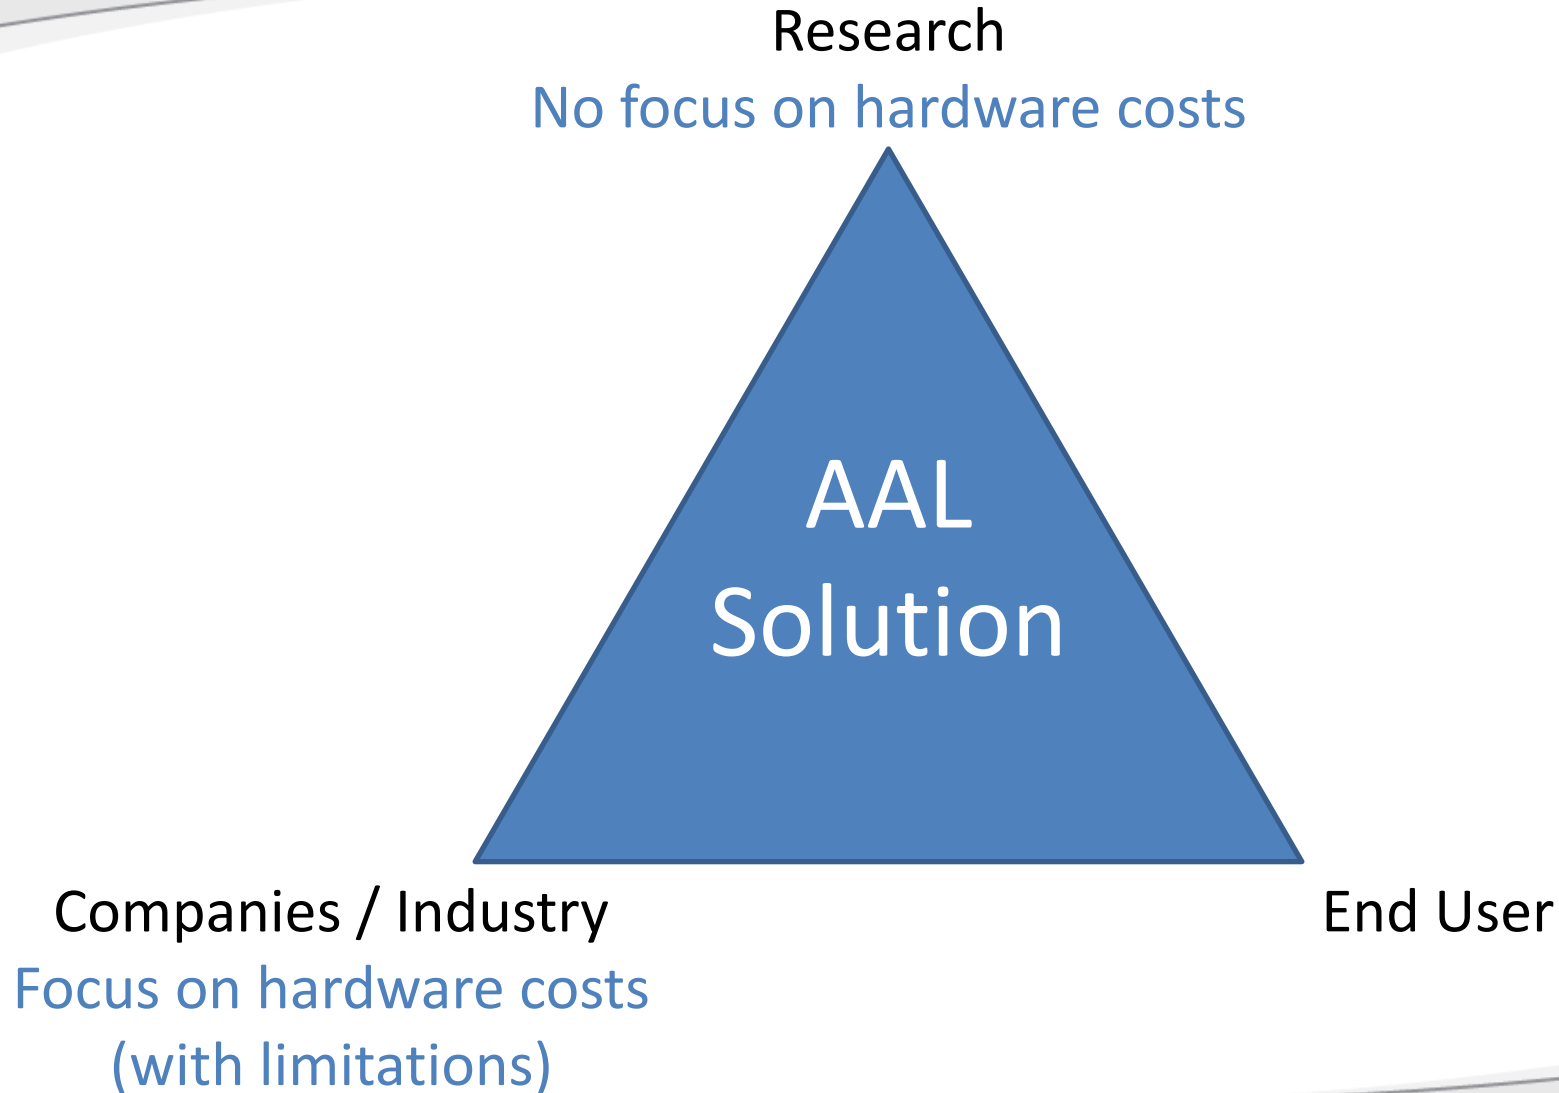 Research
No focus on hardware costs
AAL
Solution
Companies / Industry
End User
Focus on hardware costs
(with limitations)